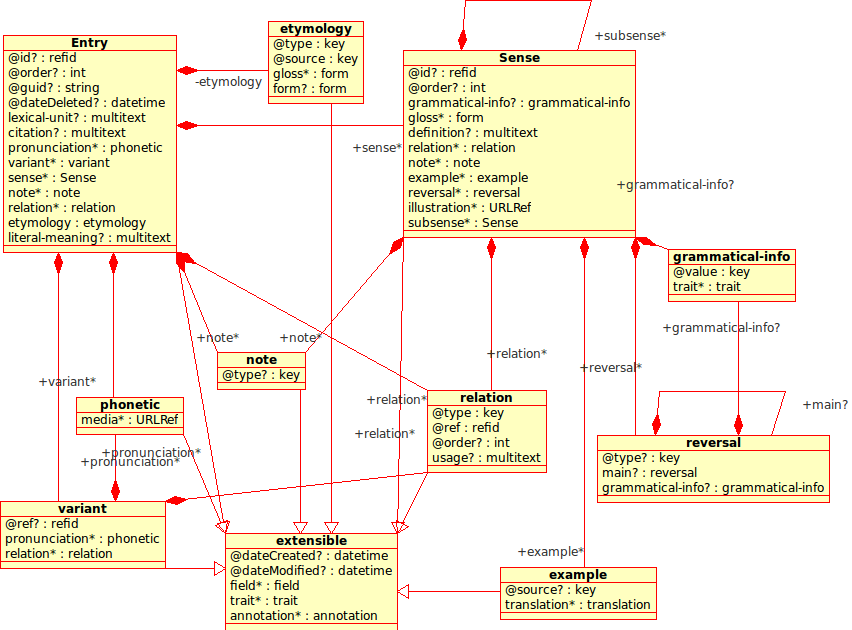 Entry
@id? : refid
@order? : int
@guid? : string
@dateDeleted? : datetime
lexical-unit? : multitext
citation? : multitext
pronunciation* : phonetic
variant* : variant
sense* : Sense
note* : note
relation* : relation
etymology : etymology
literal-meaning? : multitext
etymology
@type : key
@source : key
gloss* : form
form? : form
-etymology
+subsense*
Sense
@id? : refid
@order? : int
grammatical-info? : grammatical-info
gloss* : form
definition? : multitext
relation* : relation
note* : note
example* : example
reversal* : reversal
illustration* : URLRef
subsense* : Sense
+sense*
+grammatical-info?
grammatical-info
@value : key
trait* : trait
+grammatical-info?
+note*
+note*
note
@type? : key
+relation*
+reversal*
+variant*
phonetic
media* : URLRef
+relation*
+relation*
relation
@type : key
@ref : refid
@order? : int
usage? : multitext
+main?
+pronunciation*
+pronunciation*
reversal
@type? : key
main? : reversal
grammatical-info? : grammatical-info
variant
@ref? : refid
pronunciation* : phonetic
relation* : relation
extensible
@dateCreated? : datetime
@dateModified? : datetime
field* : field
trait* : trait
annotation* : annotation
+example*
example
@source? : key
translation* : translation